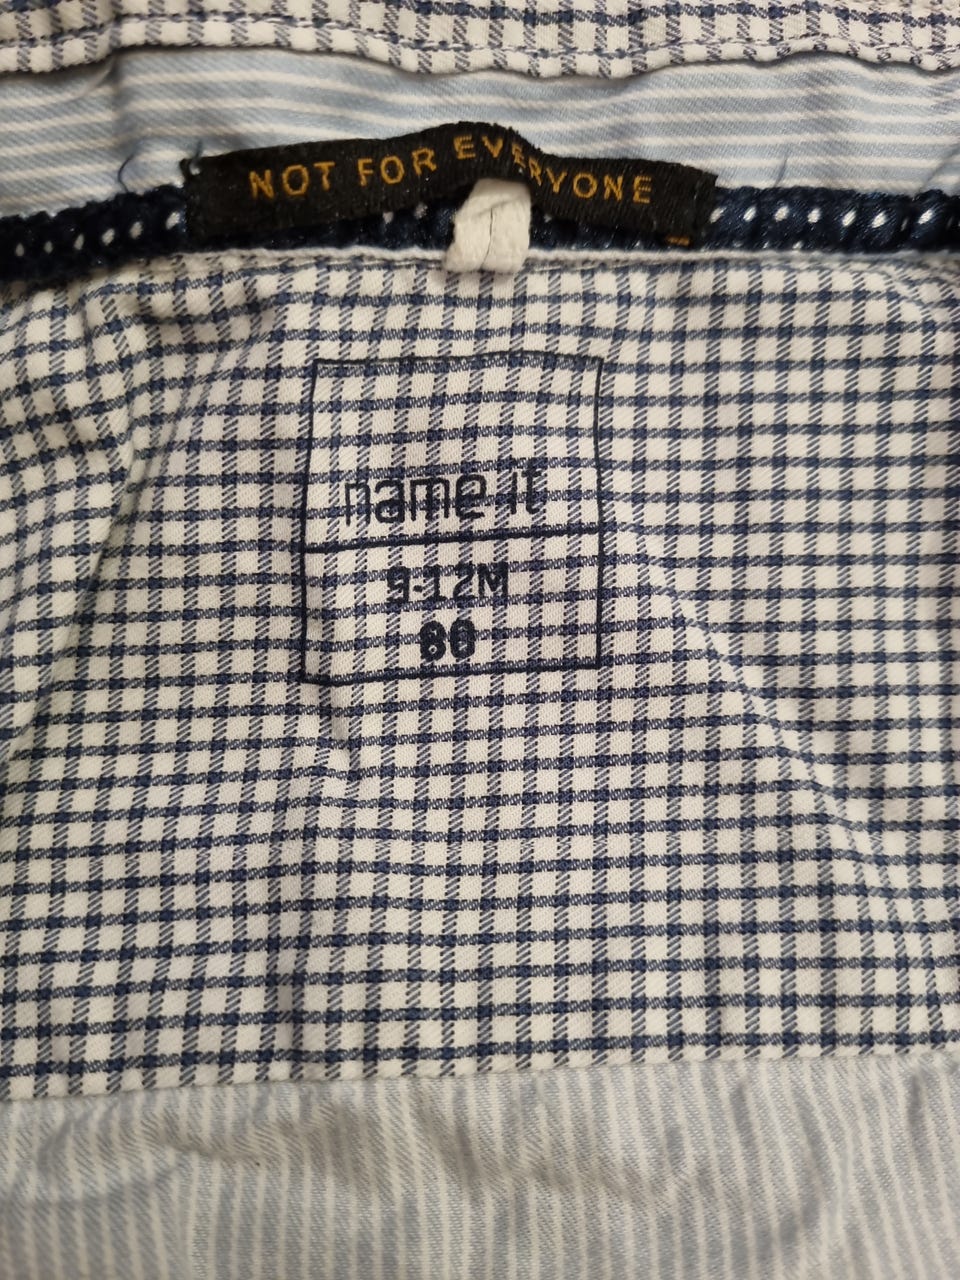 NOT FOR EVERYONE
name it
9-12M
80